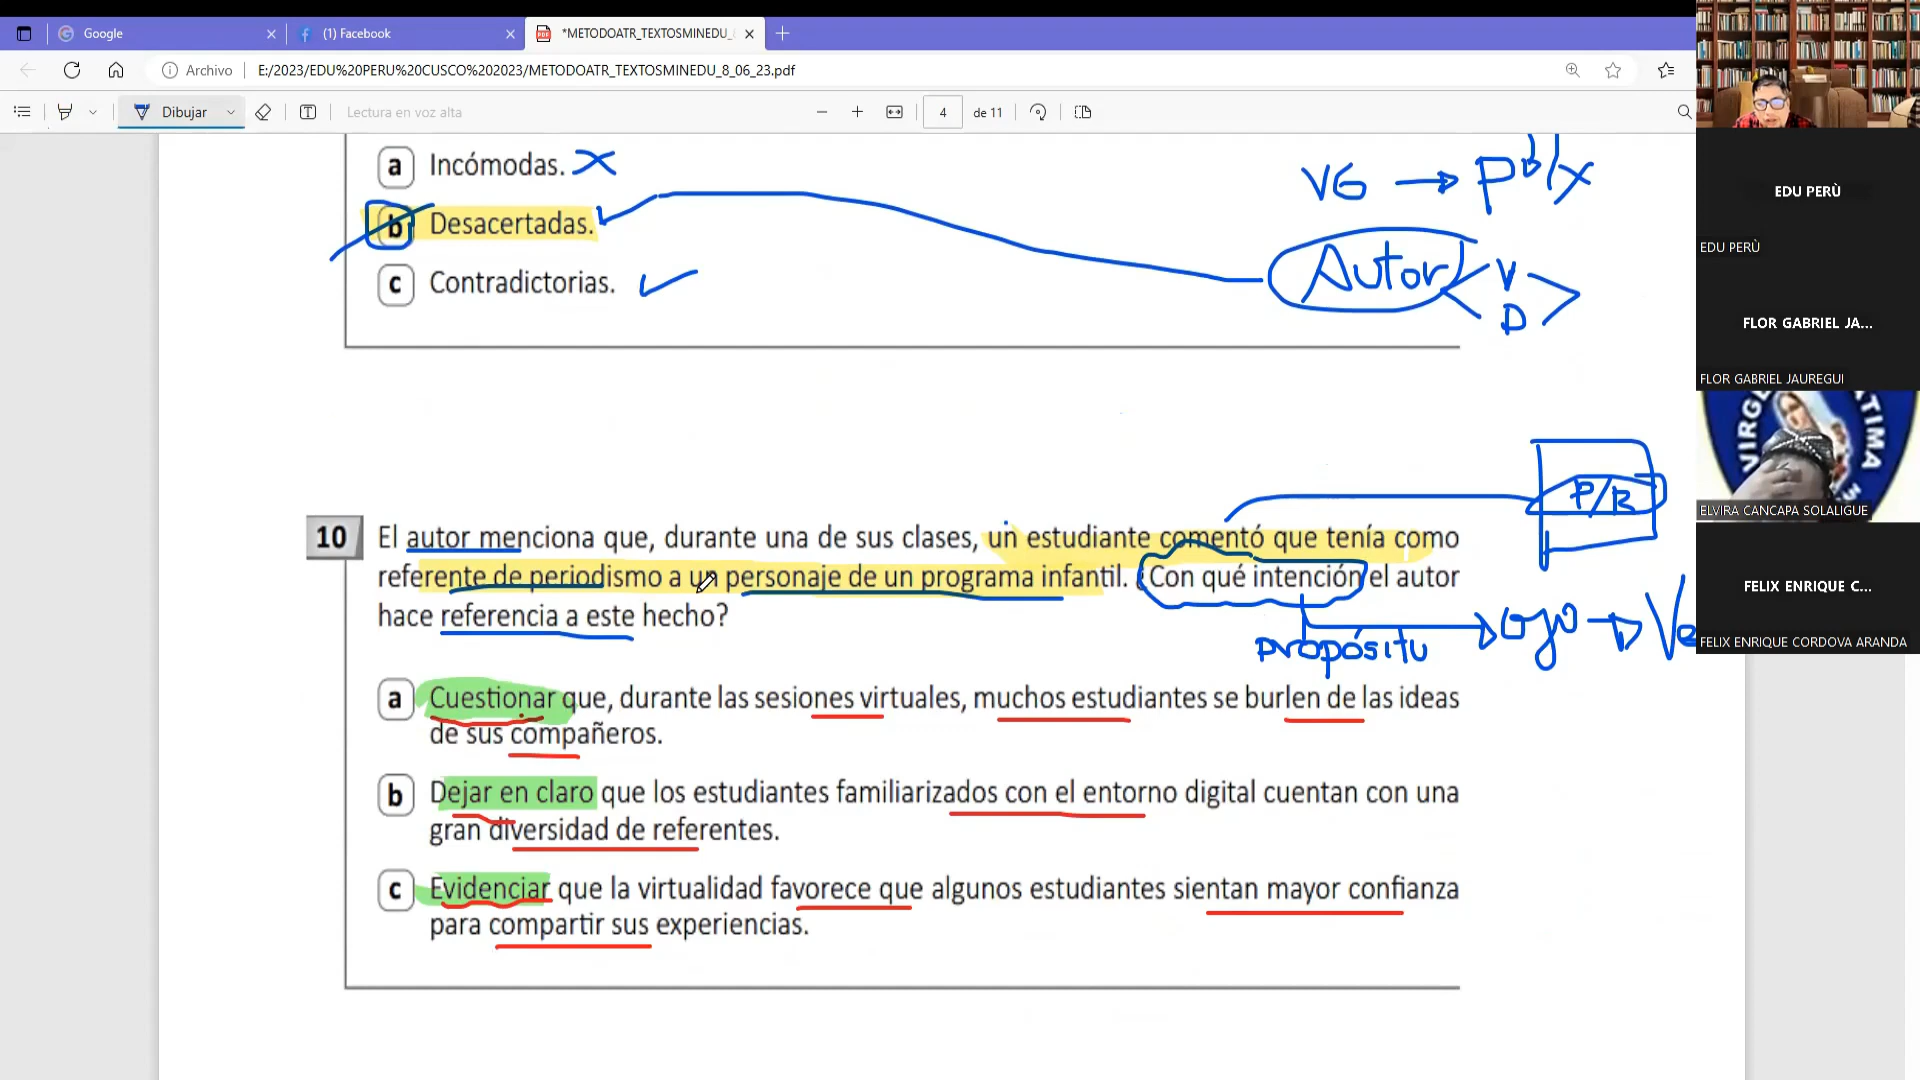 Google
(1) Facebook
*METODOATR_TEXTOSMINEDU_
Archivo
E:/2023/EDU%20PERU%20CUSCO%202023/METODOATR_TEXTOSMINEDU_8_06_23.pdf
Dibujar
Lectura en voz alta
4
de 11
a Incómodas.
b Desacertadas.
c Contradictorias.
VG
Autor
V
D
P/R
10 El autor menciona que, durante una de sus clases, un estudiante comentó que tenía como
referente de periodismo a un personaje de un programa infantil. ¿Con qué intención el autor
hace referencia a este hecho?
propósitu
ojo
a Cuestionar que, durante las sesiones virtuales, muchos estudiantes se burlen de las ideas
de sus compañeros.
b Dejar en claro que los estudiantes familiarizados con el entorno digital cuentan con una
gran diversidad de referentes.
c Evidenciar que la virtualidad favorece que algunos estudiantes sientan mayor confianza
para compartir sus experiencias.
EDU PERÙ
EDU PERÙ
FLOR GABRIEL JA...
FLOR GABRIEL JAUREGUI
ELVIRA CANCAPA SOLALIGUE
FELIX ENRIQUE C...
FELIX ENRIQUE CORDOVA ARANDA